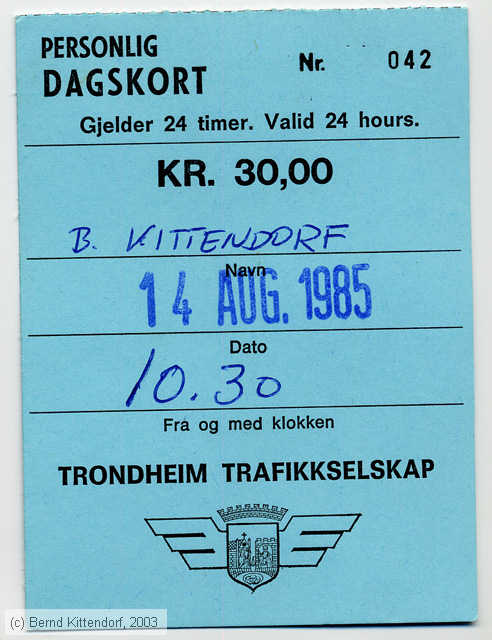 PERSONLIG
DAGSKORT
Nr. 042
Gjelder 24 timer. Valid 24 hours.
KR. 30,00
B. KITTENDORF
Navn
14 AUG. 1985
Dato
10.30
Fra og med klokken
TRONDHEIM TRAFIKKSELSKAP
(c) Bernd Kittendorf, 2003